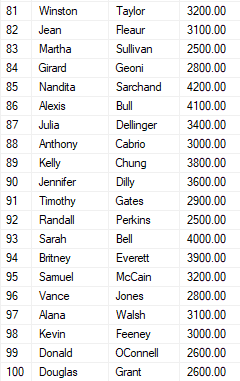 81 Winston Taylor 3200.00
82 Jean Fleaur 3100.00
83 Martha Sullivan 2500.00
84 Girard Geoni 2800.00
85 Nandita Sarchand 4200.00
86 Alexis Bull 4100.00
87 Julia Dellinger 3400.00
88 Anthony Cabrio 3000.00
89 Kelly Chung 3800.00
90 Jennifer Dilly 3600.00
91 Timothy Gates 2900.00
92 Randall Perkins 2500.00
93 Sarah Bell 4000.00
94 Britney Everett 3900.00
95 Samuel McCain 3200.00
96 Vance Jones 2800.00
97 Alana Walsh 3100.00
98 Kevin Feeney 3000.00
99 Donald OConnell 2600.00
100 Douglas Grant 2600.00